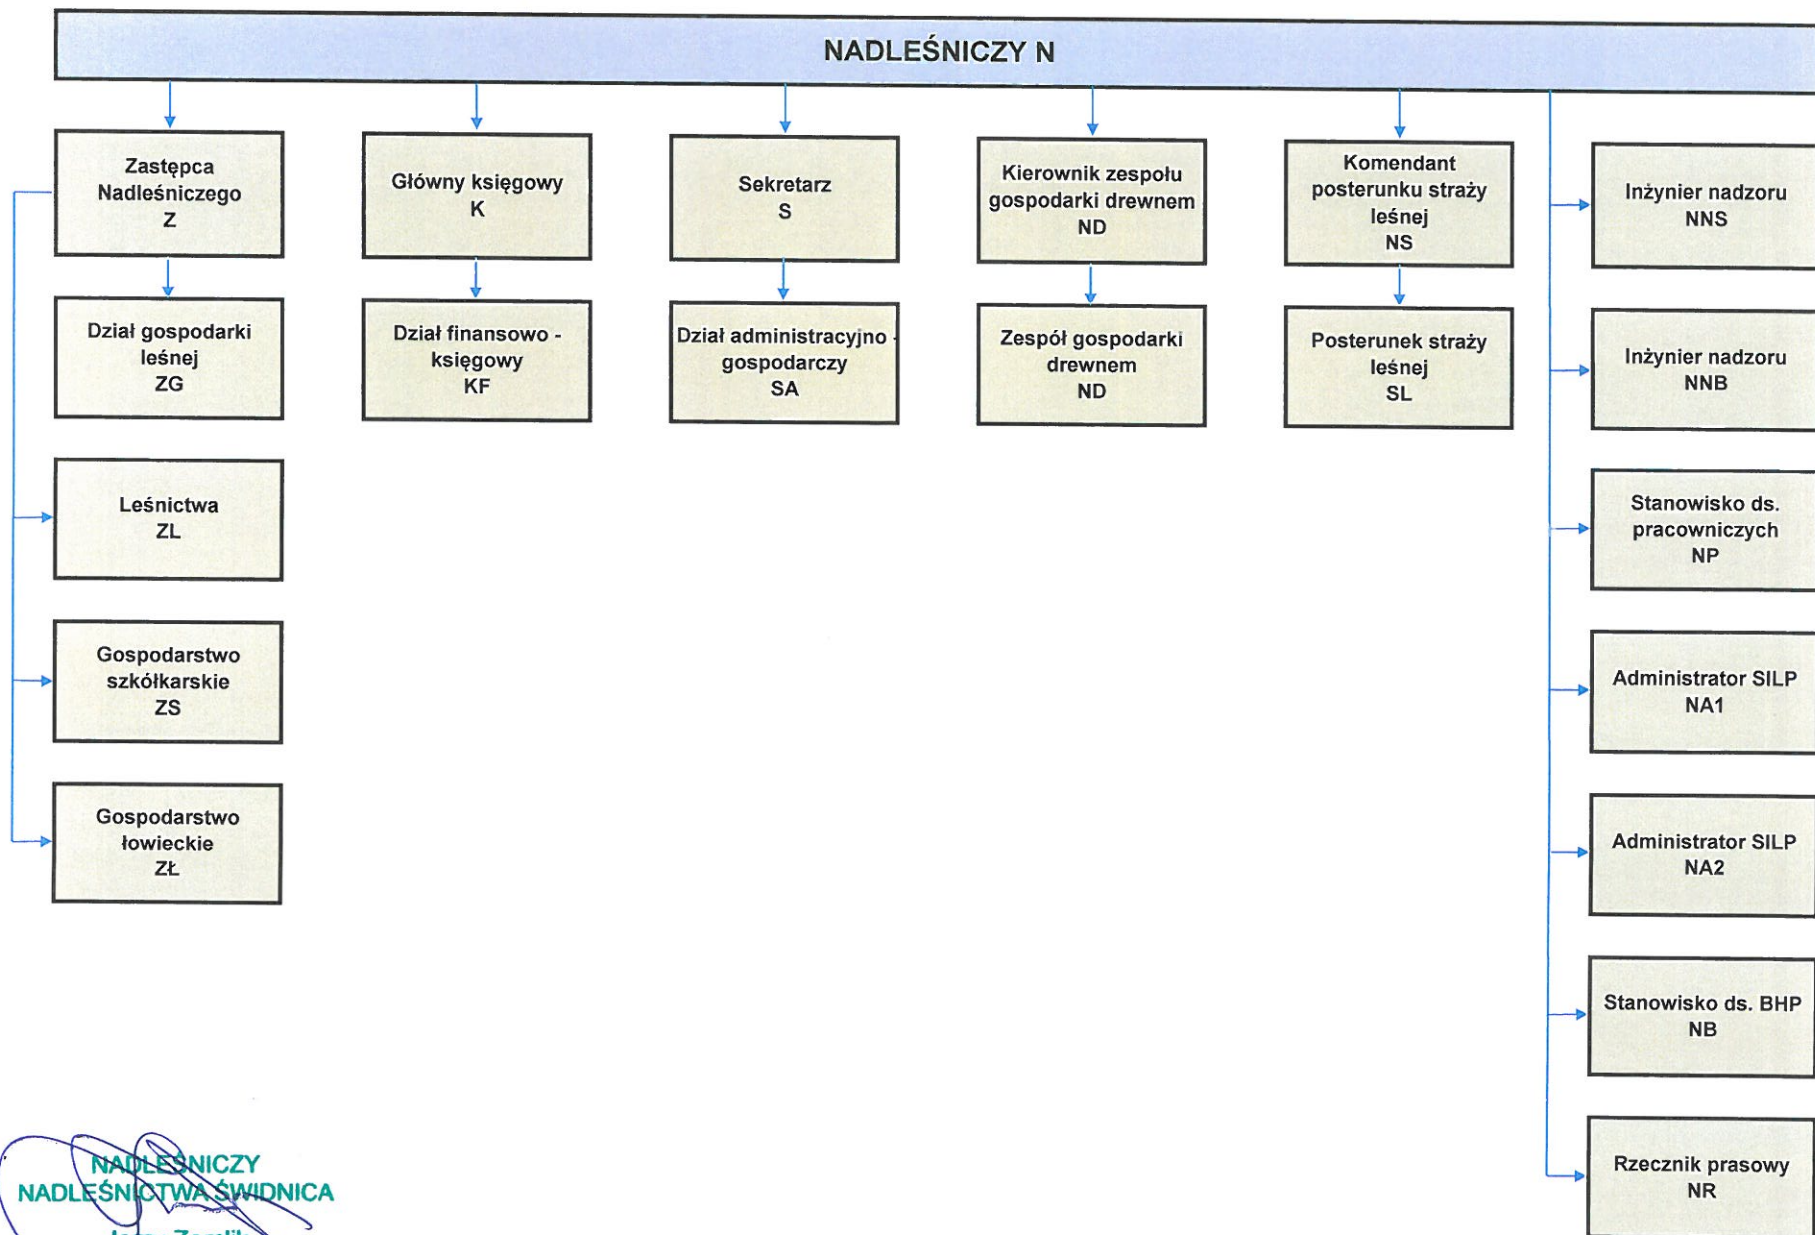 NADLEŚNICZY N
Zastępca
Nadleśniczego
Z
Główny księgowy
K
Sekretarz
S
Kierownik zespołu
gospodarki drewnem
ND
Komendant
posterunku straży
leśnej
NS
Inżynier nadzoru
NNS
Dział gospodarki
leśnej
ZG
Dział finansowo -
księgowy
KF
Dział administracyjno -
gospodarczy
SA
Zespół gospodarki
drewnem
ND
Posterunek straży
leśnej
SL
Inżynier nadzoru
NNB
Leśnictwa
ZL
Stanowisko ds.
pracowniczych
NP
Gospodarstwo
szkółkarskie
ZS
Administrator SILP
NA1
Gospodarstwo
łowieckie
ZŁ
Administrator SILP
NA2
Stanowisko ds. BHP
NB
Rzecznik prasowy
NR
NADLEŚNICZY
NADLEŚNICTWA ŚWIDNICA